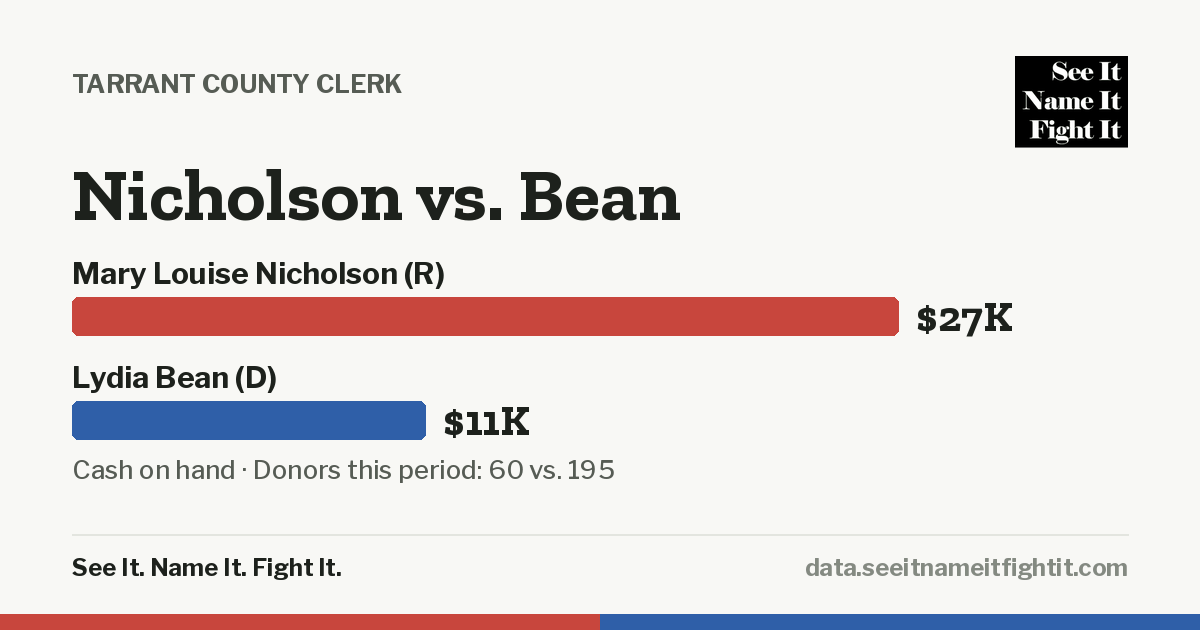 TARRANT COUNTY CLERK
See It
Name It
Fight It
Nicholson vs. Bean
Mary Louise Nicholson (R)
$27K
Lydia Bean (D)
$11K
Cash on hand · Donors this period: 60 vs. 195
See It. Name It. Fight It.
data.seeitnameitfightit.com